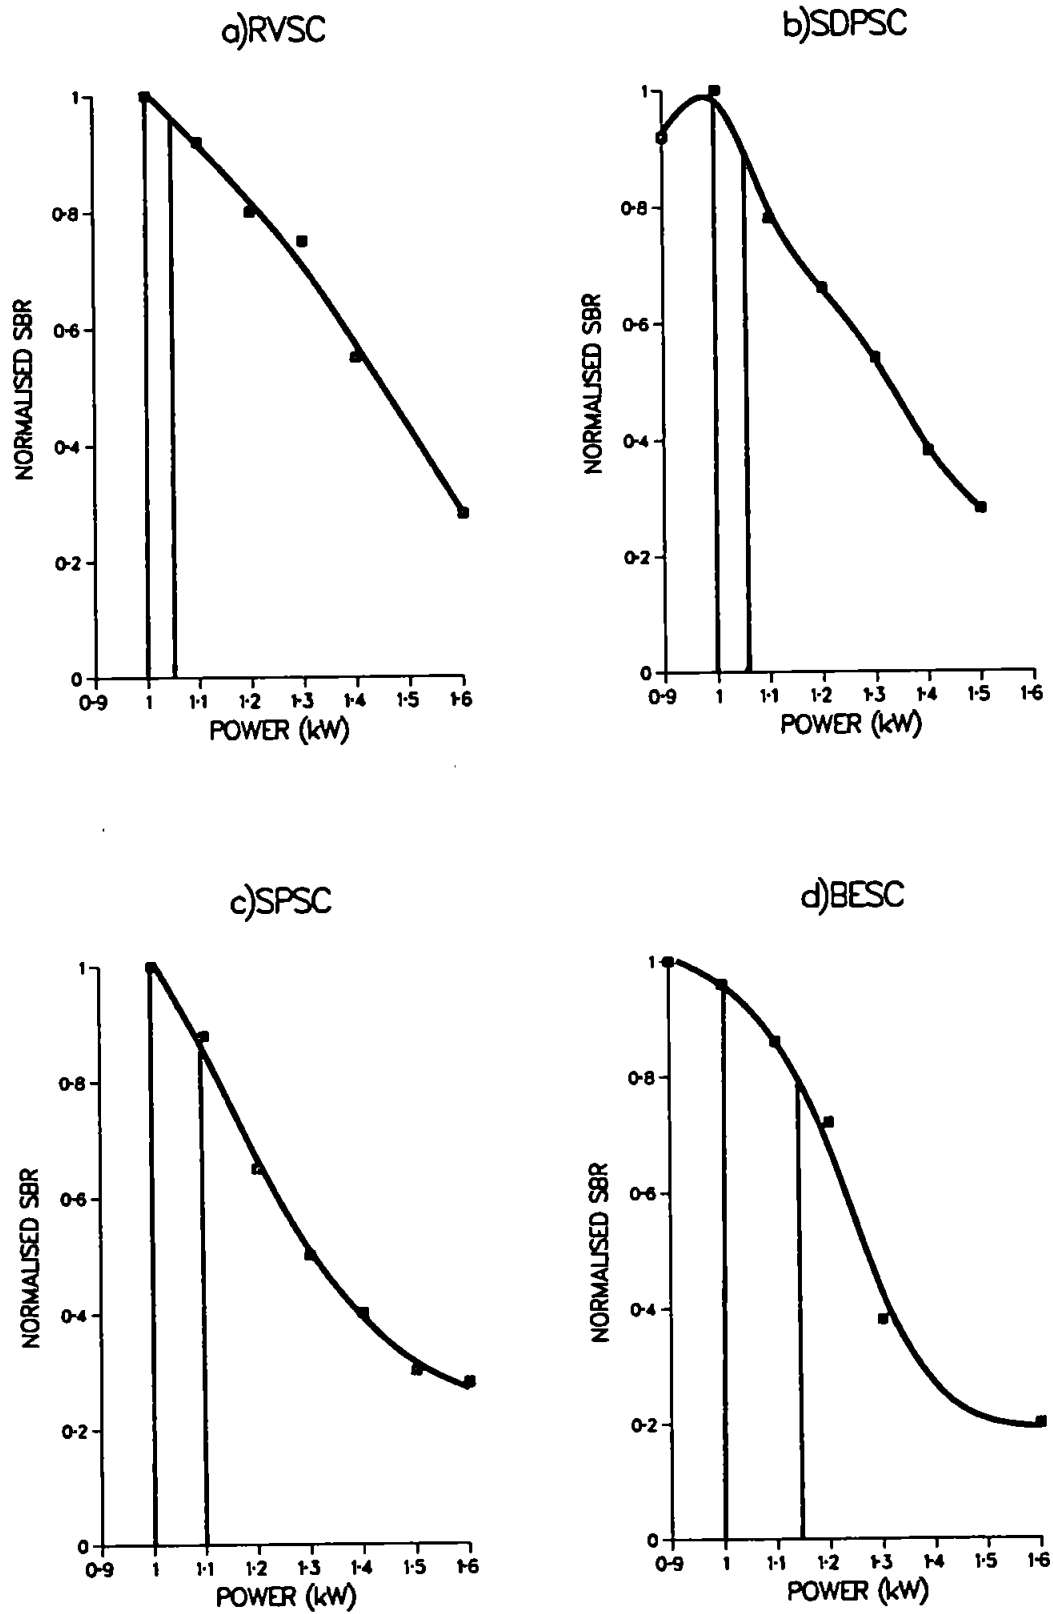 a)RVSC
1
0·8
0·6
0·4
0·2
0
NORMALISED SBR
0·9 1 1·1 1·2 1·3 1·4 1·5 1·6
POWER (kW)
b)SDPSC
1
0·8
0·6
0·4
0·2
0
NORMALISED SBR
0·9 1 1·1 1·2 1·3 1·4 1·5 1·6
POWER (kW)
c)SPSC
1
0·8
0·6
0·4
0·2
0
NORMALISED SBR
0·9 1 1·1 1·2 1·3 1·4 1·5 1·6
POWER (kW)
d)BESC
1
0·8
0·6
0·4
0·2
0
NORMALISED SBR
0·9 1 1·1 1·2 1·3 1·4 1·5 1·6
POWER (kW)